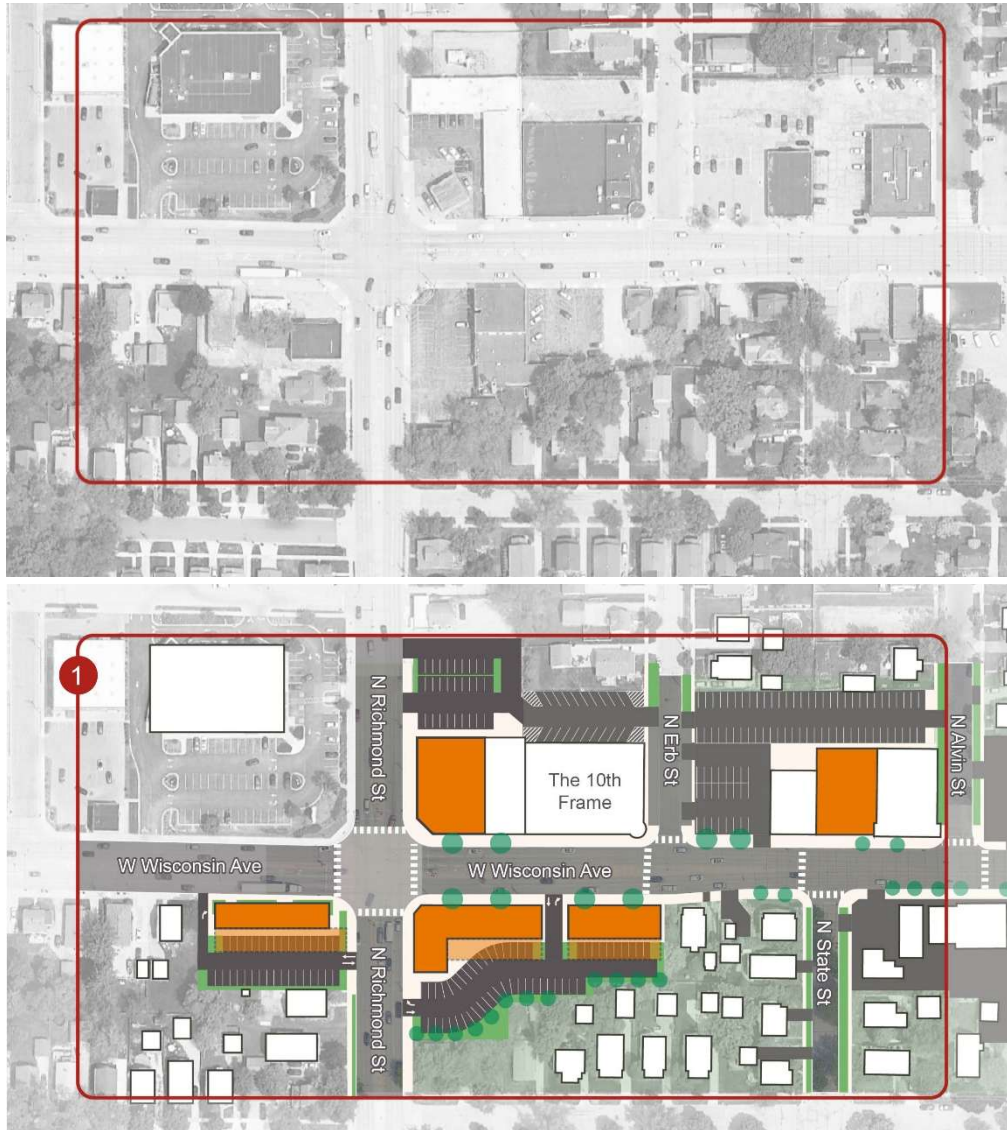 1
N Richmond St
N Erb St
N Alvin St
The 10th
Frame
W Wisconsin Ave
W Wisconsin Ave
N Richmond St
N State St